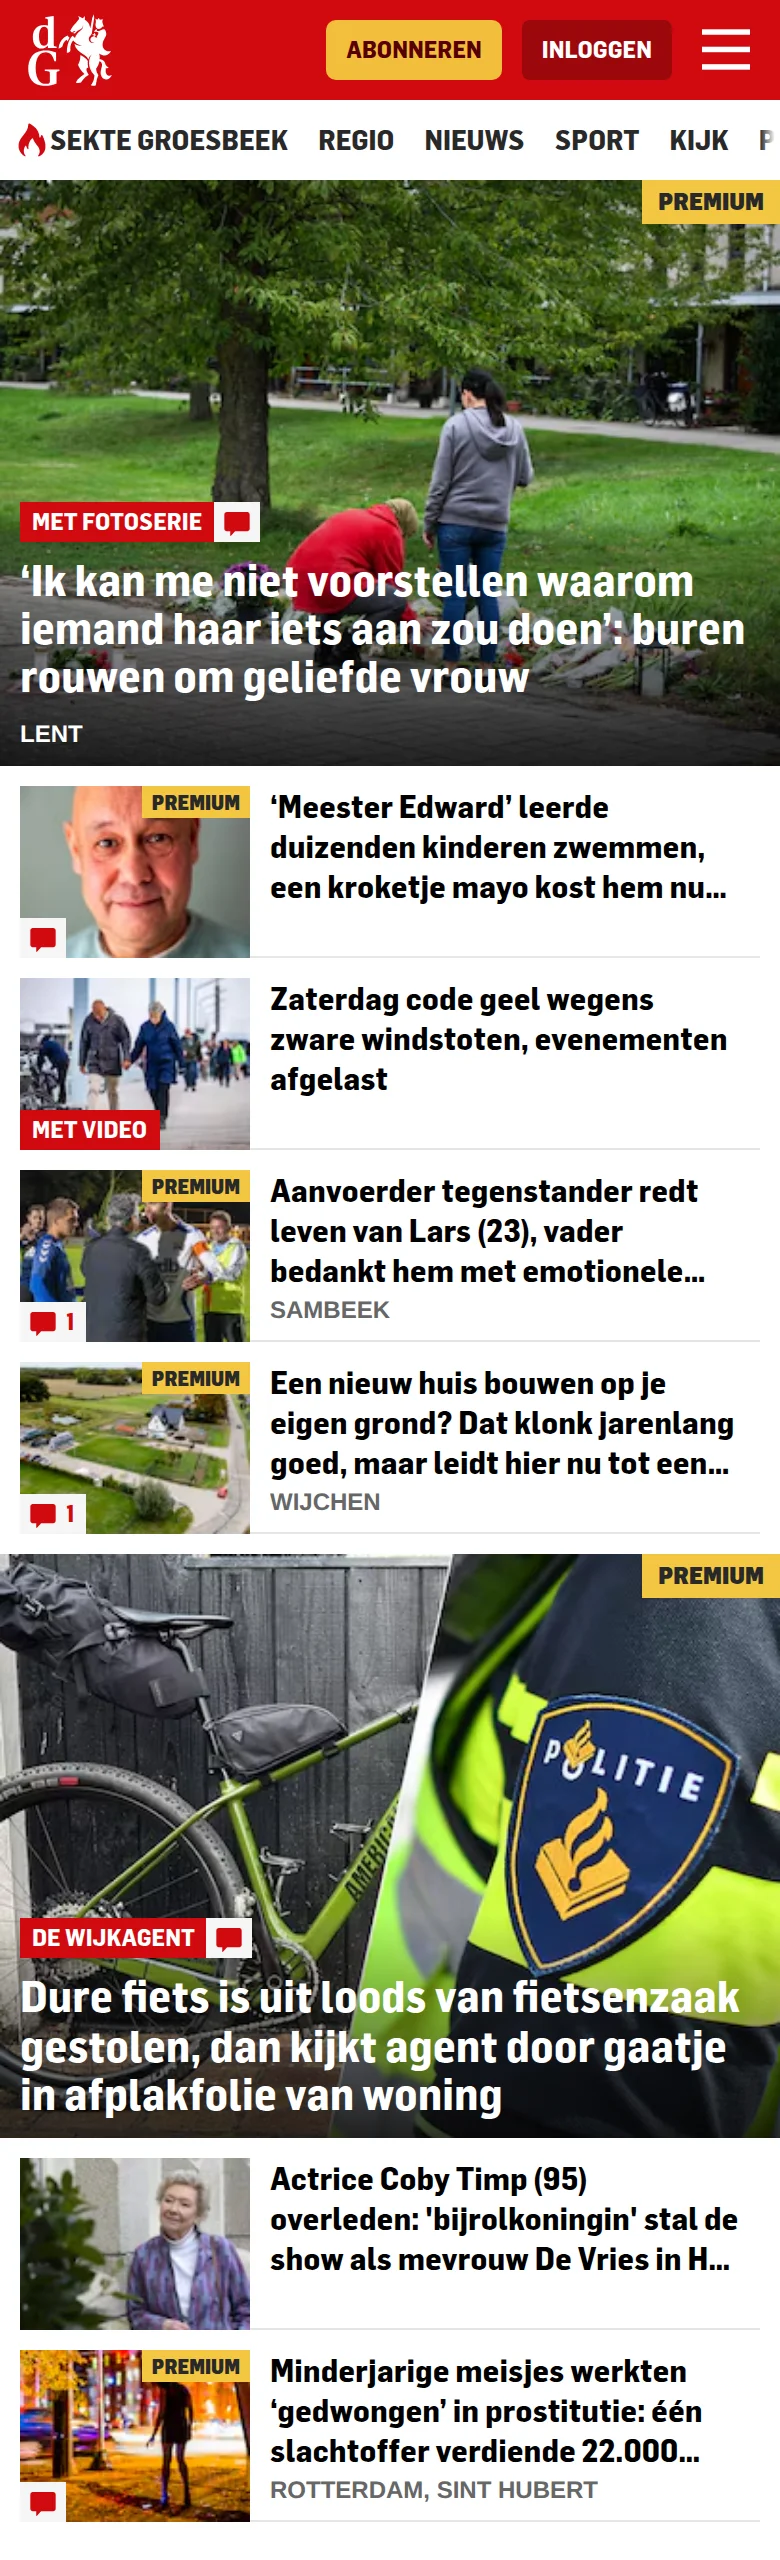 dG
ABONNEREN
INLOGGEN
SEKTE GROESBEEK REGIO NIEUWS SPORT KIJK P
PREMIUM
MET FOTOSERIE
‘Ik kan me niet voorstellen waarom
iemand haar iets aan zou doen’: buren
rouwen om geliefde vrouw
LENT
PREMIUM
‘Meester Edward’ leerde
duizenden kinderen zwemmen,
een kroketje mayo kost hem nu...
MET VIDEO
Zaterdag code geel wegens
zware windstoten, evenementen
afgelast
PREMIUM
1
Aanvoerder tegenstander redt
leven van Lars (23), vader
bedankt hem met emotionele...
SAMBEEK
PREMIUM
1
Een nieuw huis bouwen op je
eigen grond? Dat klonk jarenlang
goed, maar leidt hier nu tot een...
WIJCHEN
PREMIUM
POLITIE
AMERICAN
DE WIJKAGENT
Dure fiets is uit loods van fietsenzaak
gestolen, dan kijkt agent door gaatje
in afplakfolie van woning
Actrice Coby Timp (95)
overleden: 'bijrolkoningin' stal de
show als mevrouw De Vries in H...
PREMIUM
Minderjarige meisjes werkten
‘gedwongen’ in prostitutie: één
slachtoffer verdiende 22.000...
ROTTERDAM, SINT HUBERT